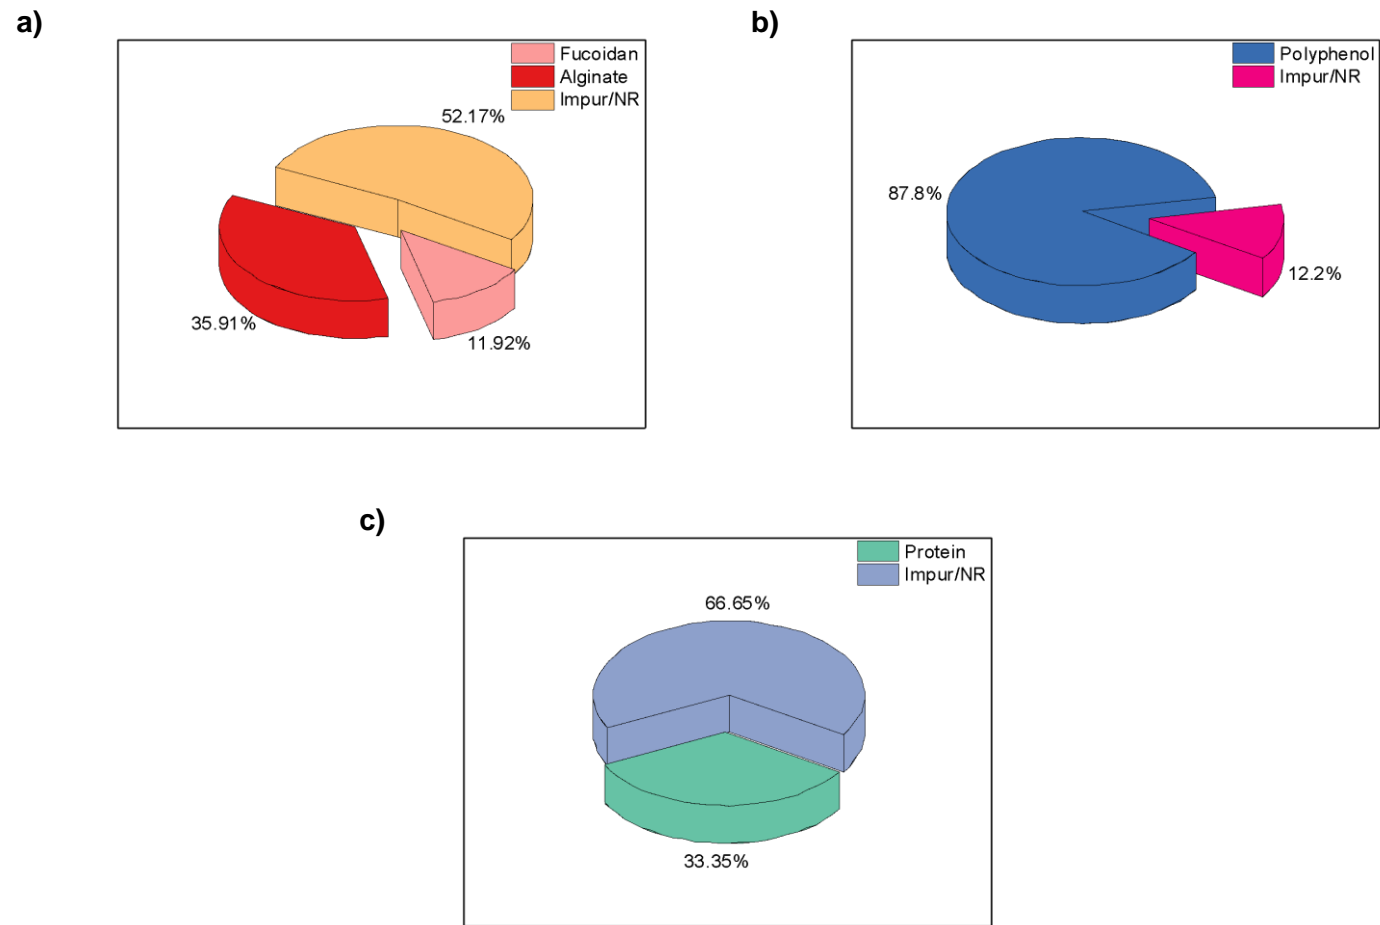 a)
Fucoidan
Alginate
Impur/NR
52.17%
35.91%
11.92%
b)
Polyphenol
Impur/NR
87.8%
12.2%
c)
Protein
Impur/NR
66.65%
33.35%